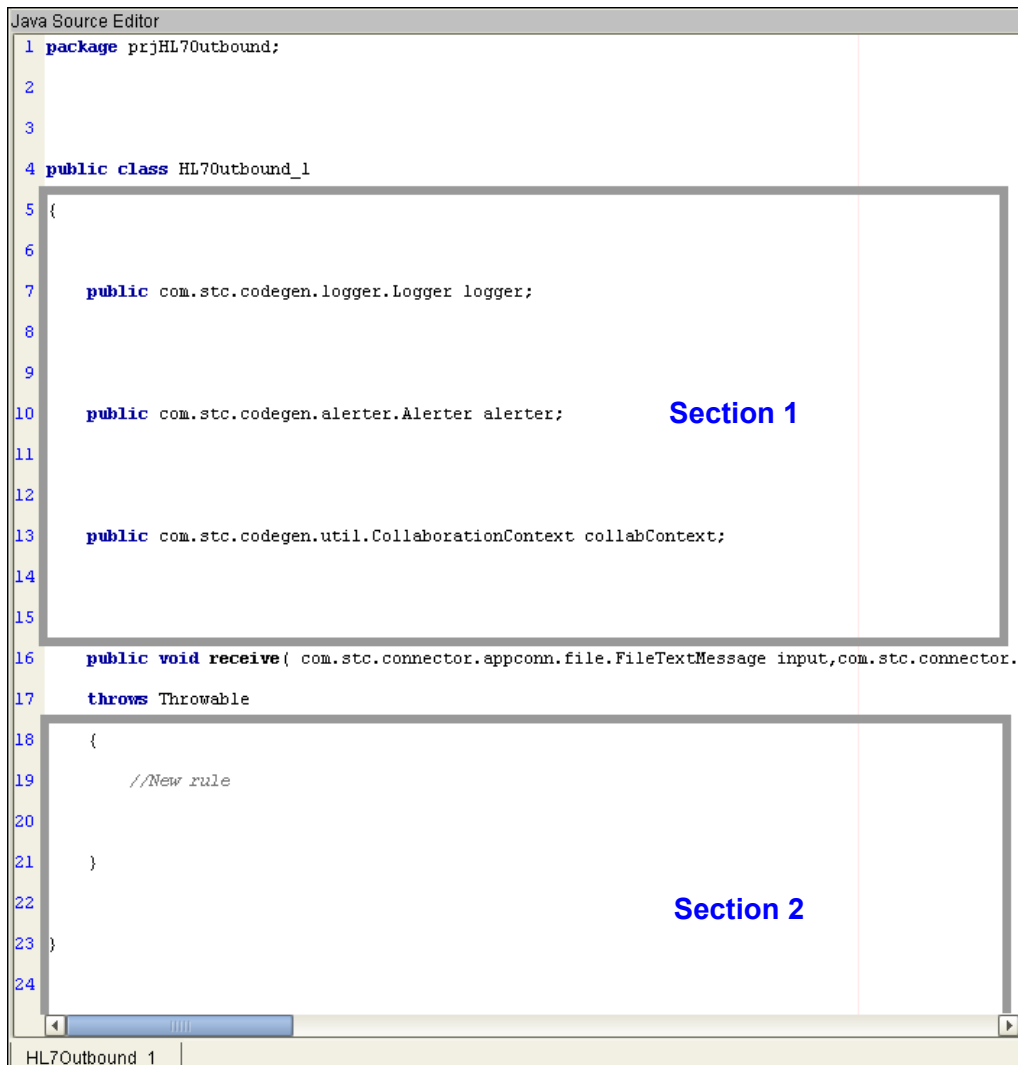 Java Source Editor
1 package prjHL7Outbound;
2
3
4 public class HL7Outbound_1
5 {
6
7 public com.stc.codegen.logger.Logger logger;
8
9
10 public com.stc.codegen.alerter.Alerter alerter;
Section 1
11
12
13 public com.stc.codegen.util.CollaborationContext collabContext;
14
15
16 public void receive( com.stc.connector.appconn.file.FileTextMessage input,com.stc.connector.
17 throws Throwable
18 {
19 //New rule
20
21 }
22
Section 2
23 }
24
HL7Outbound_1